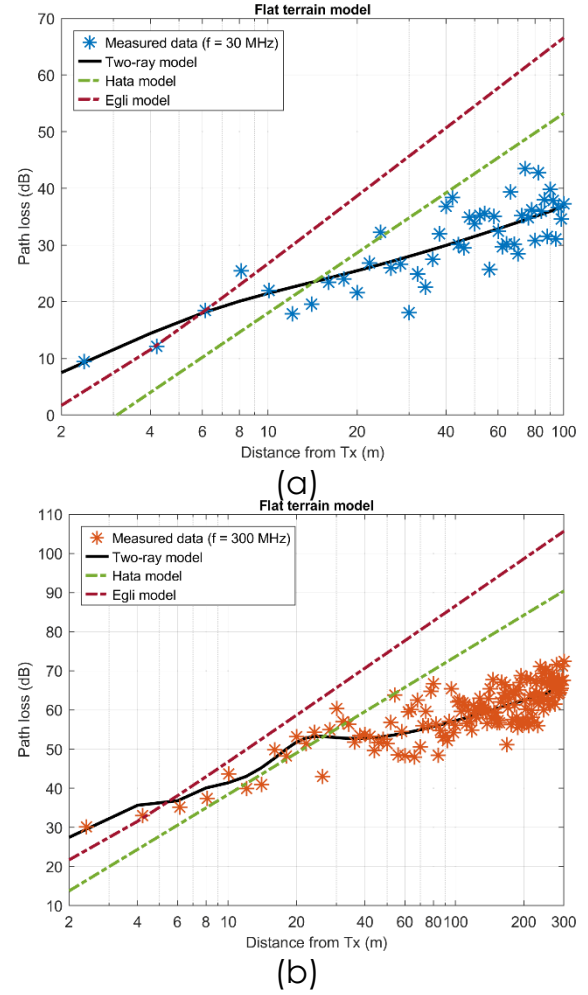 Flat terrain model
70
60
50
40
30
20
10
0
Path loss (dB)
Measured data (f = 30 MHz)
Two-ray model
Hata model
Egli model
2 4 6 8 10 20 40 60 80 100
Distance from Tx (m)
(a)
Flat terrain model
110
100
90
80
70
60
50
40
30
20
10
Path loss (dB)
Measured data (f = 300 MHz)
Two-ray model
Hata model
Egli model
2 4 6 8 10 20 40 60 80 100 200 300
Distance from Tx (m)
(b)